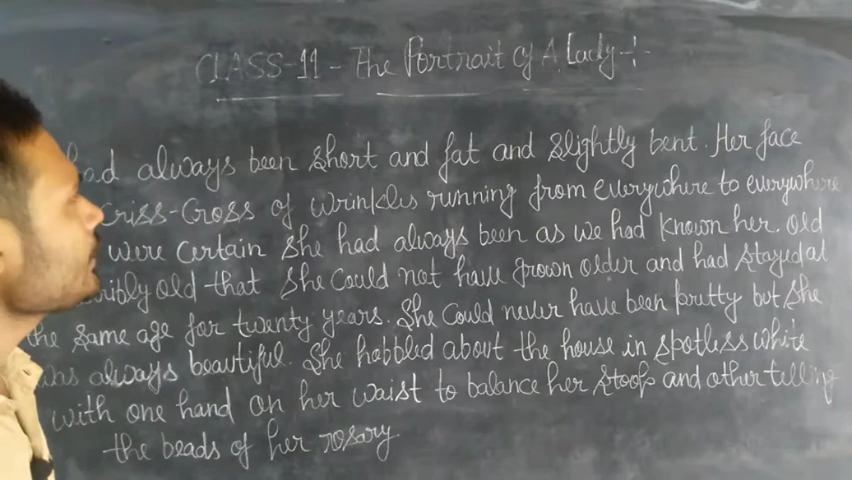 CLASS-11 - The Portrait of A Lady -:-
had always been short and fat and slightly bent. Her face
criss-cross of wrinkles running from everywhere to everywhere
were certain she had always been as we had known her. Old
old that she could not have grown older and had stayed at
the same age for twenty years. She could never have been pretty but she
was always beautiful. She hobbled about the house in spotless white
with one hand on her waist to balance her stoop and other telling
the beads of her rosary